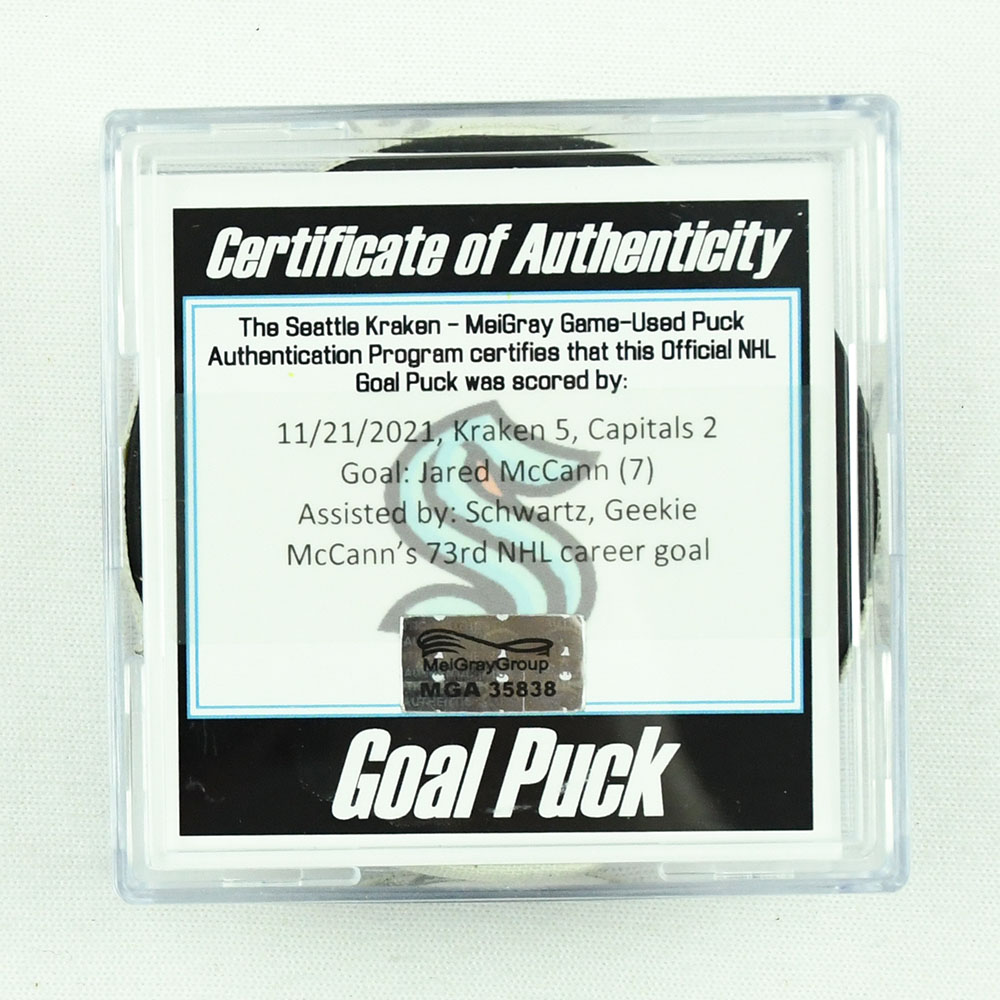 Certificate of Authenticity
The Seattle Kraken - MeiGray Game-Used Puck
Authentication Program certifies that this Official NHL
Goal Puck was scored by:
11/21/2021, Kraken 5, Capitals 2
Goal: Jared McCann (7)
Assisted by: Schwartz, Geekie
McCann's 73rd NHL career goal
MeiGrayGroup
MGA 35838
Goal Puck